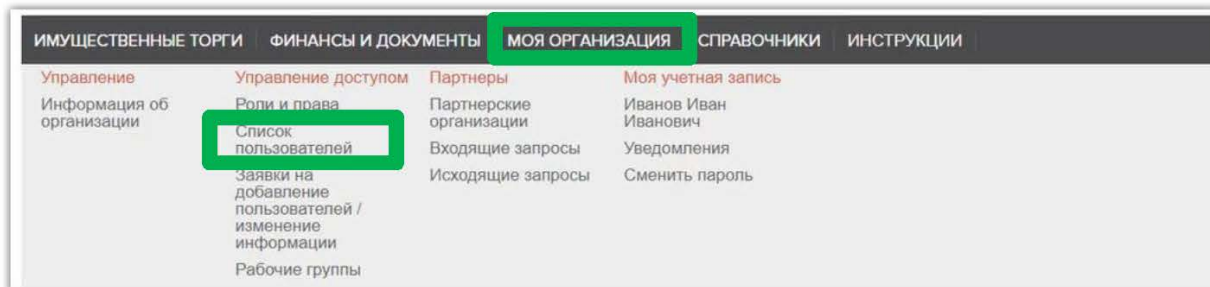 ИМУЩЕСТВЕННЫЕ ТОРГИ ФИНАНСЫ И ДОКУМЕНТЫ МОЯ ОРГАНИЗАЦИЯ СПРАВОЧНИКИ ИНСТРУКЦИИ
Управление
Информация об
организации
Управление доступом
Роли и права
Список
пользователей
Заявки на
добавление
пользователей /
изменение
информации
Рабочие группы
Партнеры
Партнерские
организации
Входящие запросы
Исходящие запросы
Моя учетная запись
Иванов Иван
Иванович
Уведомления
Сменить пароль